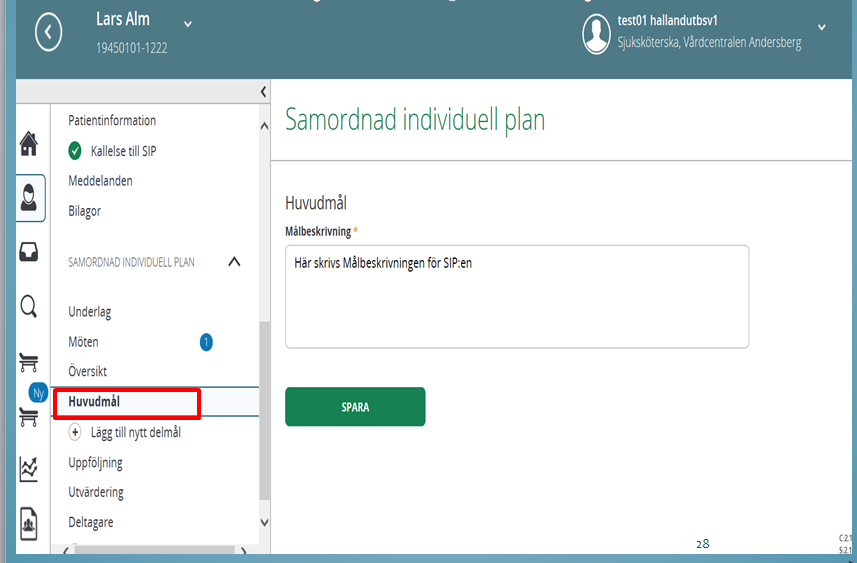 Lars Alm
19450101-1222
test01 hallandutbsv1
Sjuksköterska, Vårdcentralen Andersberg
Patientinformation
Kallelse till SIP
Meddelanden
Bilagor
SAMORDNAD INDIVIDUELL PLAN
Underlag
Möten
1
Översikt
Ny
Huvudmål
Lägg till nytt delmål
Uppföljning
Utvärdering
Deltagare
Samordnad individuell plan
Huvudmål
Målbeskrivning *
Här skrivs Målbeskrivningen för SIP:en
SPARA
28
C:2.1
S:2.1